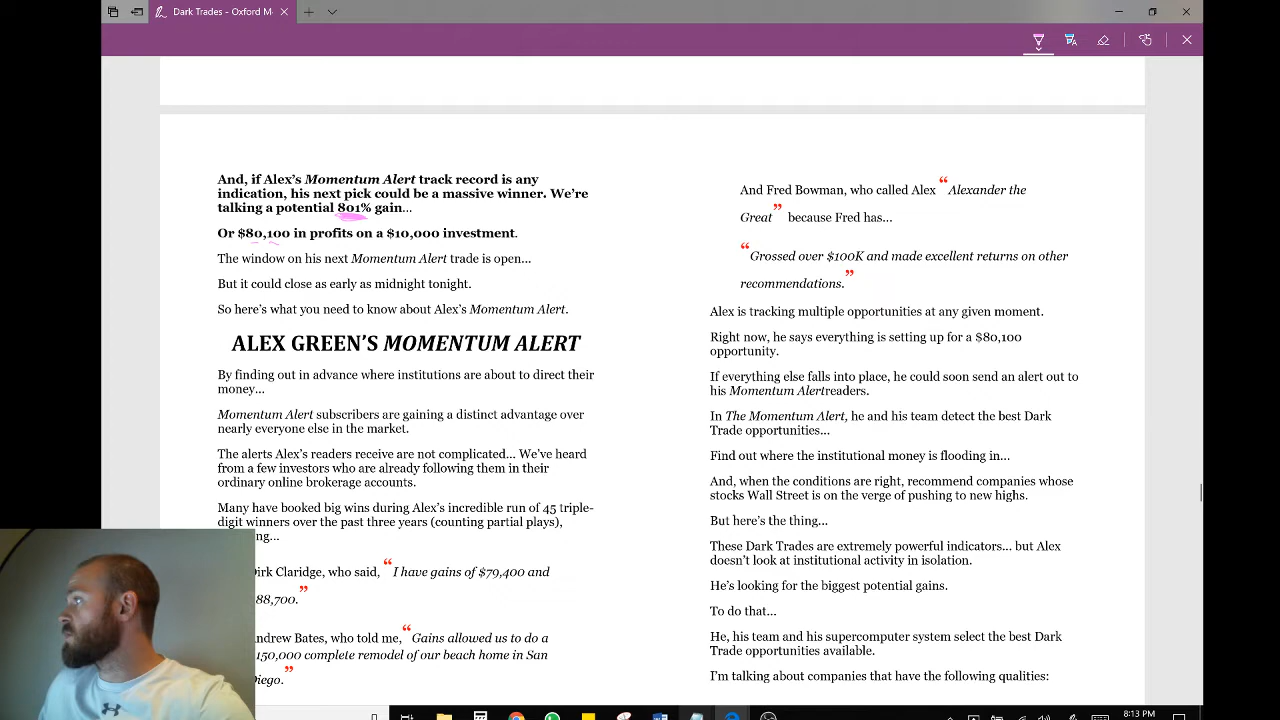 Dark Trades - Oxford M
And, if Alex's Momentum Alert track record is any
indication, his next pick could be a massive winner. We're
talking a potential 801% gain...
Or $80,100 in profits on a $10,000 investment.
The window on his next Momentum Alert trade is open...
But it could close as early as midnight tonight.
So here's what you need to know about Alex's Momentum Alert.
ALEX GREEN'S MOMENTUM ALERT
By finding out in advance where institutions are about to direct their
money...
Momentum Alert subscribers are gaining a distinct advantage over
nearly everyone else in the market.
The alerts Alex's readers receive are not complicated... We've heard
from a few investors who are already following them in their
ordinary online brokerage accounts.
Many have booked big wins during Alex's incredible run of 45 triple-
digit winners over the past three years (counting partial plays),
ng...
irk Claridge, who said, “I have gains of $79,400 and
88,700.”
ndrew Bates, who told me,“Gains allowed us to do a
150,000 complete remodel of our beach home in San
Diego.”
And Fred Bowman, who called Alex “Alexander the
Great” because Fred has...
“Grossed over $100K and made excellent returns on other
recommendations.”
Alex is tracking multiple opportunities at any given moment.
Right now, he says everything is setting up for a $80,100
opportunity.
If everything else falls into place, he could soon send an alert out to
his Momentum Alertreaders.
In The Momentum Alert, he and his team detect the best Dark
Trade opportunities...
Find out where the institutional money is flooding in...
And, when the conditions are right, recommend companies whose
stocks Wall Street is on the verge of pushing to new highs.
But here's the thing...
These Dark Trades are extremely powerful indicators... but Alex
doesn't look at institutional activity in isolation.
He's looking for the biggest potential gains.
To do that...
He, his team and his supercomputer system select the best Dark
Trade opportunities available.
I'm talking about companies that have the following qualities:
8:13 PM